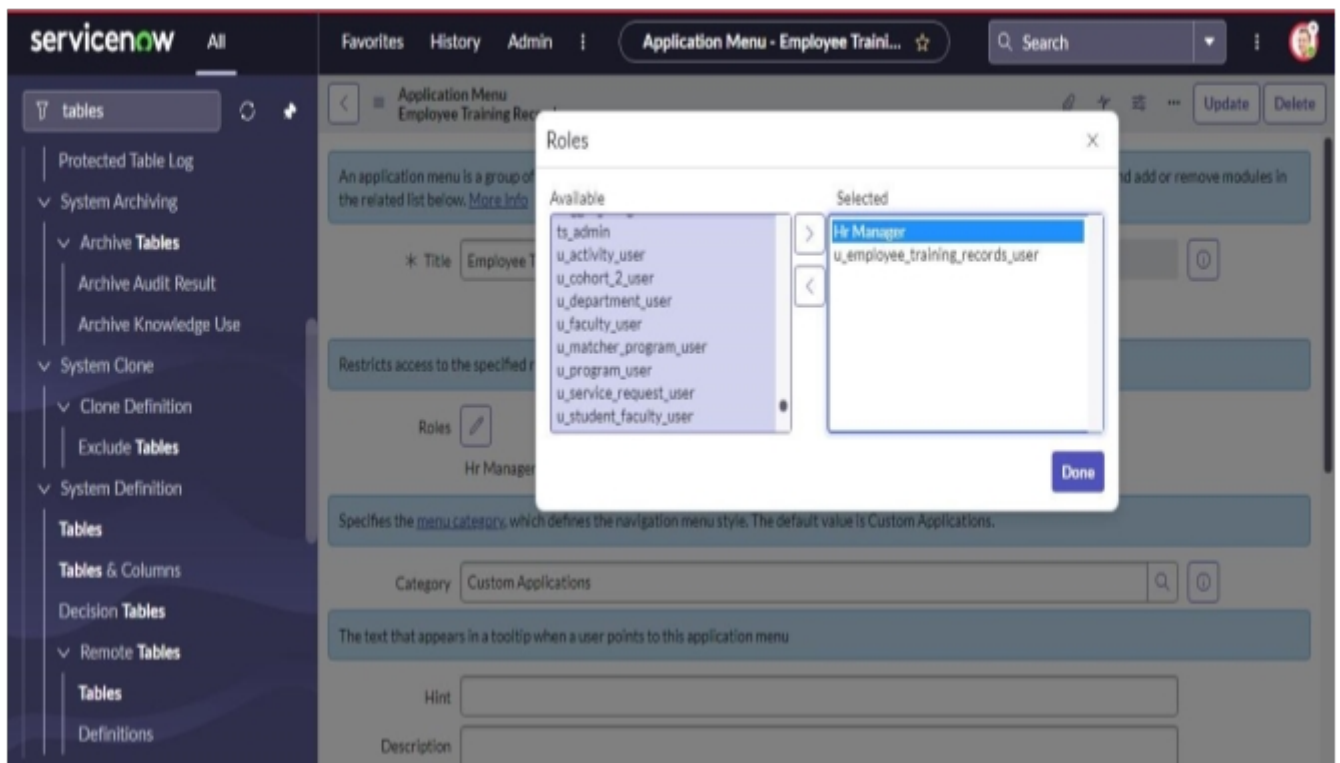 servicenow
All
Favorites
History
Admin
Application Menu - Employee Traini...
Search
tables
Protected Table Log
System Archiving
Archive Tables
Archive Audit Result
Archive Knowledge Use
System Clone
Clone Definition
Exclude Tables
System Definition
Tables
Tables & Columns
Decision Tables
Remote Tables
Tables
Definitions
Application Menu
Employee Training Rec
Update
Delete
An application menu is a group of
nd add or remove modules in
the related list below. More Info
Title
Employee T
Restricts access to the specified r
Roles
Hr Manager
Specifies the menu category, which defines the navigation menu style. The default value is Custom Applications.
Category
Custom Applications
The text that appears in a tooltip when a user points to this application menu
Hint
Description
Roles
Available
ts_admin
u_activity_user
u_cohort_2_user
u_department_user
u_faculty_user
u_matcher_program_user
u_program_user
u_service_request_user
u_student_faculty_user
Selected
Hr Manager
u_employee_training_records_user
Done